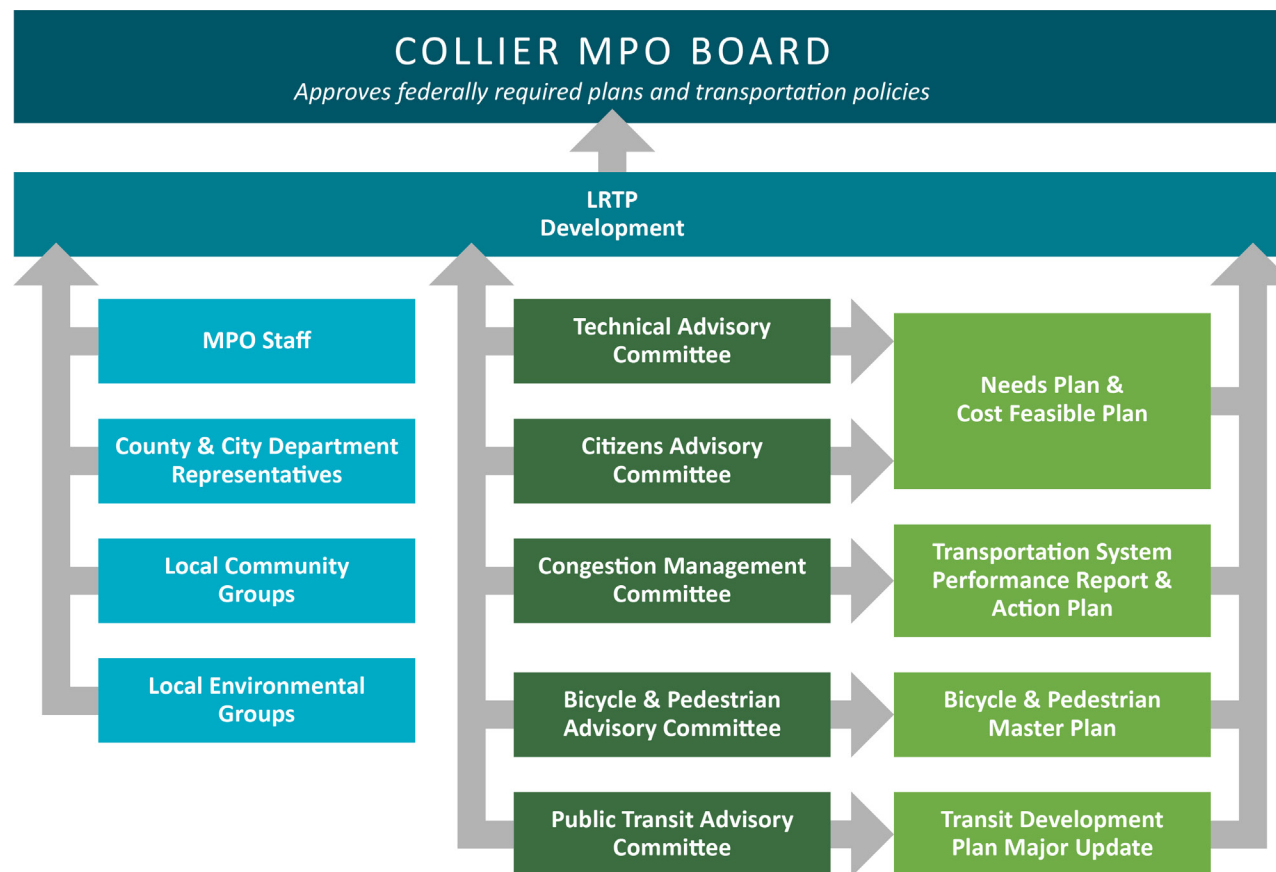 COLLIER MPO BOARD
Approves federally required plans and transportation policies
LRTP
Development
MPO Staff
County & City Department
Representatives
Local Community
Groups
Local Environmental
Groups
Technical Advisory
Committee
Citizens Advisory
Committee
Congestion Management
Committee
Bicycle & Pedestrian
Advisory Committee
Public Transit Advisory
Committee
Needs Plan &
Cost Feasible Plan
Transportation System
Performance Report &
Action Plan
Bicycle & Pedestrian
Master Plan
Transit Development
Plan Major Update